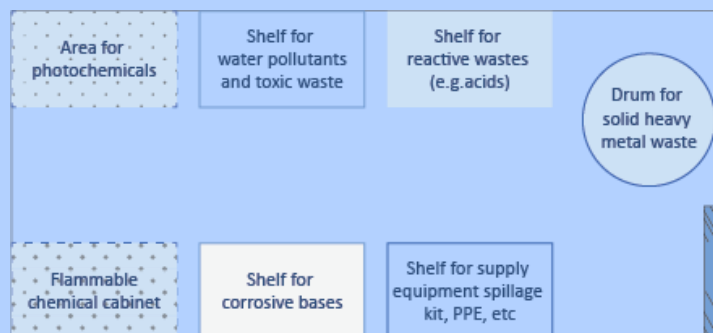 Area for
photochemicals
Shelf for
water pollutants
and toxic waste
Shelf for
reactive wastes
(e.g.acids)
Drum for
solid heavy
metal waste
Flammable
chemical cabinet
Shelf for
corrosive bases
Shelf for supply
equipment spillage
kit, PPE, etc